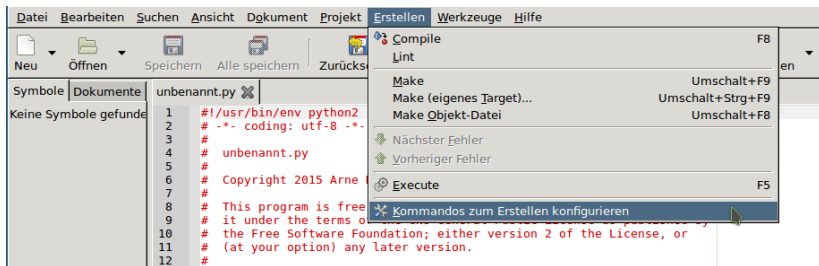 Datei Bearbeiten Suchen Ansicht Dokument Projekt Erstellen Werkzeuge Hilfe
Neu Öffnen Speichern Alle speichern
Symbole Dokumente unbenannt.py
Keine Symbole gefunde
Compile F8
Lint
Make Umschalt+F9
Make (eigenes Target)... Umschalt+Strg+F9
Make Objekt-Datei Umschalt+F8
Nächster Fehler
Vorheriger Fehler
Execute F5
Kommandos zum Erstellen konfigurieren
1 #!/usr/bin/env python2
2 # -*- coding: utf-8 -*-
3 #
4 # unbenannt.py
5 #
6 # Copyright 2015 Arne
7 #
8 # This program is free
9 # it under the terms
10 # the Free Software Foundation; either version 2 of the License, or
11 # (at your option) any later version.
12 #